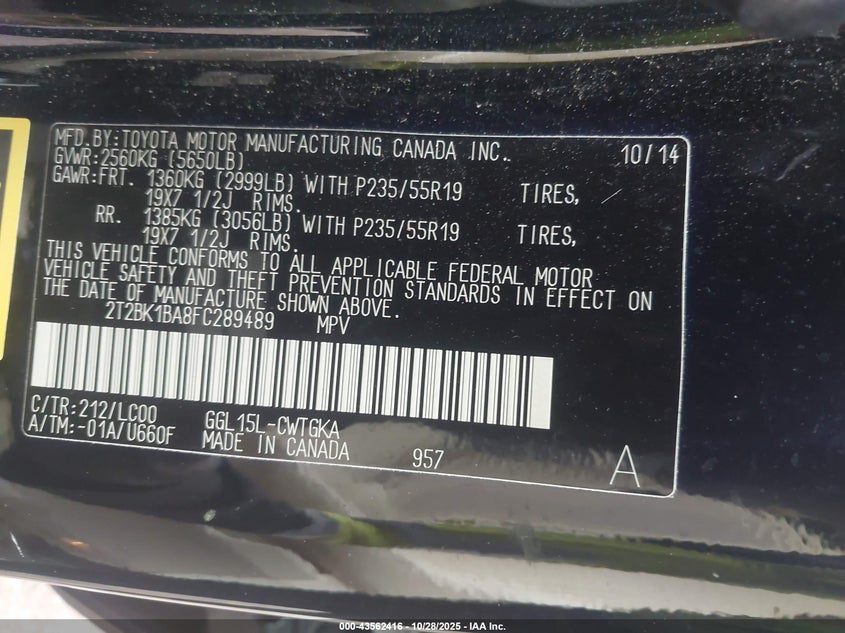 MFD.BY:TOYOTA MOTOR MANUFACTURING CANADA INC. 10/14
GVWR:2560KG (5650LB)
GAWR:FRT. 1360KG (2999LB) WITH P235/55R19 TIRES,
19X7 1/2J RIMS.
RR. 1385KG (3056LB) WITH P235/55R19 TIRES,
19X7 1/2J RIMS.
THIS VEHICLE CONFORMS TO ALL APPLICABLE FEDERAL MOTOR
VEHICLE SAFETY AND THEFT PREVENTION STANDARDS IN EFFECT ON
THE DATE OF MANUFACTURE SHOWN ABOVE.
2T2BK1BA8FC289489 MPV
C/TR:212/LC00 GGL15L-CWTGKA
A/TM:-01A/U660F MADE IN CANADA 957 A
000-43562416 - 10/28/2025 - IAA Inc.